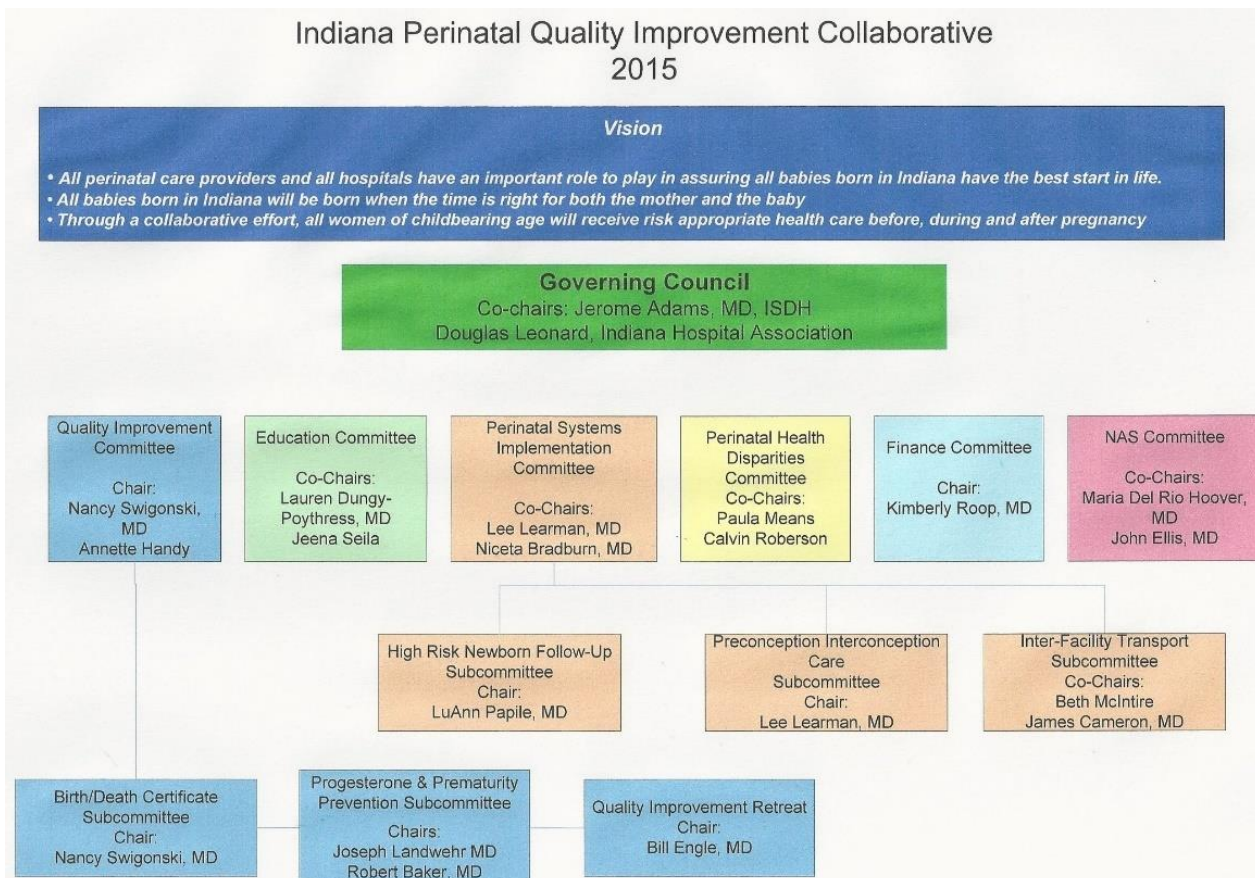 Indiana Perinatal Quality Improvement Collaborative
2015
Vision
• All perinatal care providers and all hospitals have an important role to play in assuring all babies born in Indiana have the best start in life.
• All babies born in Indiana will be born when the time is right for both the mother and the baby
• Through a collaborative effort, all women of childbearing age will receive risk appropriate health care before, during and after pregnancy
Governing Council
Co-chairs: Jerome Adams, MD, ISDH
Douglas Leonard, Indiana Hospital Association
Quality Improvement
Committee
Chair:
Nancy Swigonski,
MD
Annette Handy
Education Committee
Co-Chairs:
Lauren Dungy-
Poythress, MD
Jeena Seila
Perinatal Systems
Implementation
Committee
Co-Chairs:
Lee Learman, MD
Niceta Bradburn, MD
Perinatal Health
Disparities
Committee
Co-Chairs:
Paula Means
Calvin Roberson
Finance Committee
Chair:
Kimberly Roop, MD
NAS Committee
Co-Chairs:
Maria Del Rio Hoover,
MD
John Ellis, MD
High Risk Newborn Follow-Up
Subcommittee
Chair:
LuAnn Papile, MD
Preconception Interconception
Care
Subcommittee
Chair:
Lee Learman, MD
Inter-Facility Transport
Subcommittee
Co-Chairs:
Beth McIntire
James Cameron, MD
Birth/Death Certificate
Subcommittee
Chair:
Nancy Swigonski, MD
Progesterone & Prematurity
Prevention Subcommittee
Chairs:
Joseph Landwehr MD
Robert Baker, MD
Quality Improvement Retreat
Chair:
Bill Engle, MD